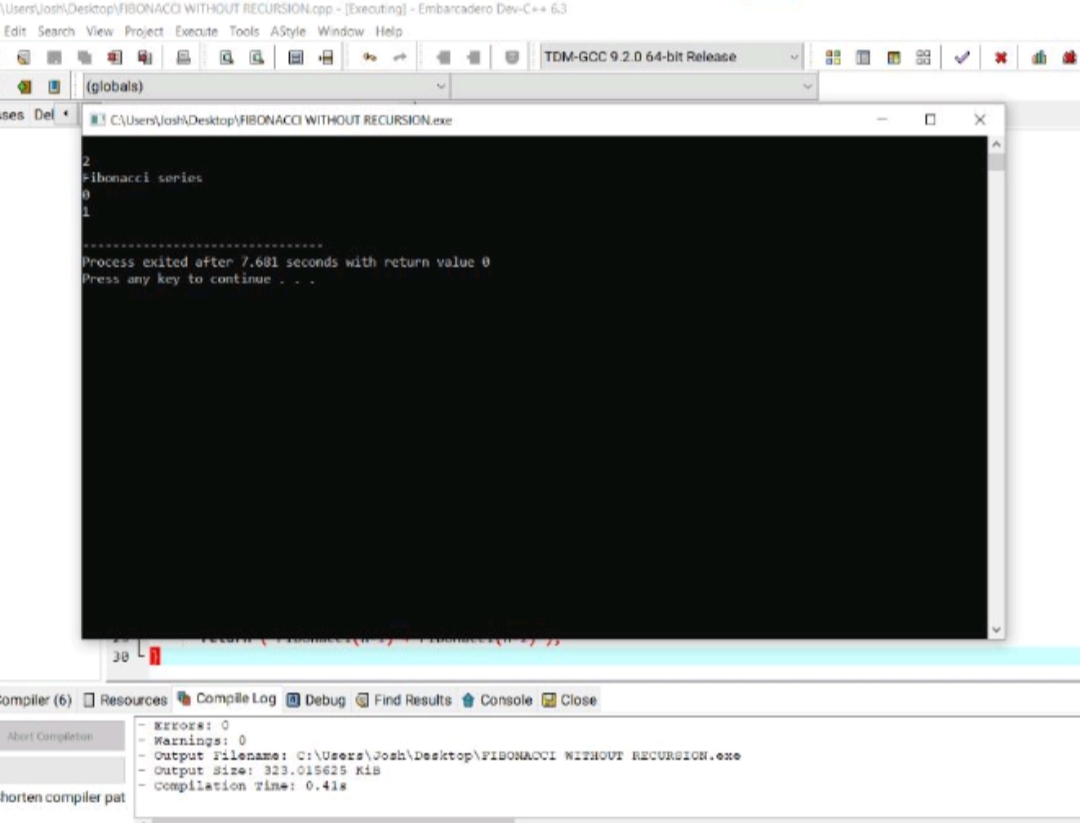 \Users\Josh\Desktop\FIBONACCI WITHOUT RECURSION.cpp - [Executing] - Embarcadero Dev-C++ 6.3
Edit Search View Project Execute Tools AStyle Window Help
TDM-GCC 9.2.0 64-bit Release
(globals)
sses Del
C:\Users\Josh\Desktop\FIBONACCI WITHOUT RECURSION.exe
2
Fibonacci series
0
1
--------------------------------
Process exited after 7.681 seconds with return value 0
Press any key to continue . . .
30 }
Compiler (6) Resources Compile Log Debug Find Results Console Close
Abort Compilation
- Errors: 0
- Warnings: 0
- Output Filename: C:\Users\Josh\Desktop\FIBONACCI WITHOUT RECURSION.exe
- Output Size: 323.015625 KiB
- Compilation Time: 0.41s
horten compiler pat